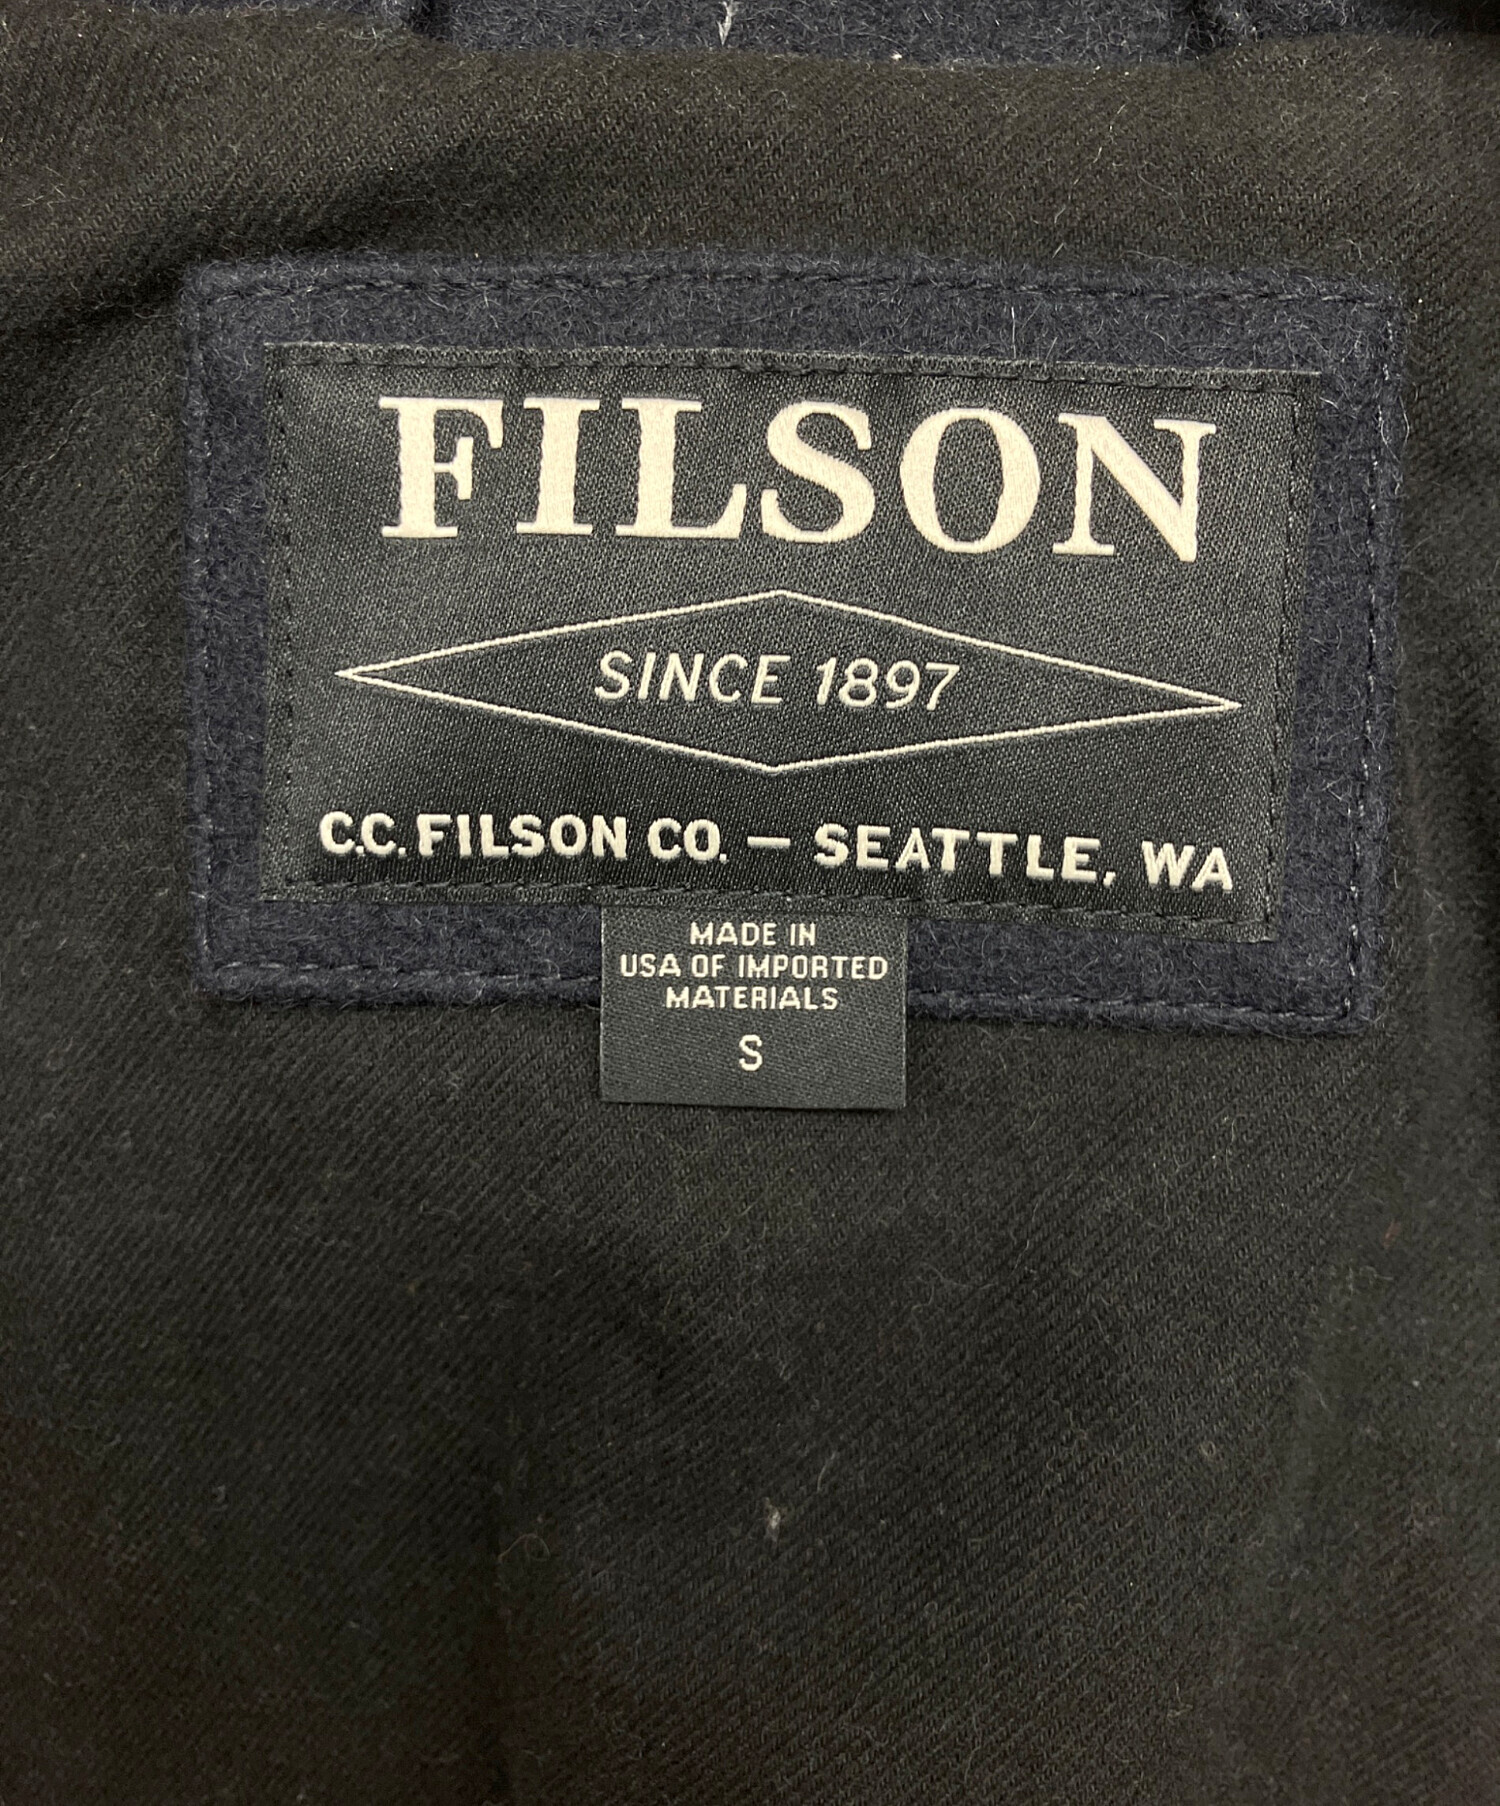 FILSON
SINCE 1897
C.C. FILSON CO. — SEATTLE, WA
MADE IN
USA OF IMPORTED
MATERIALS
S